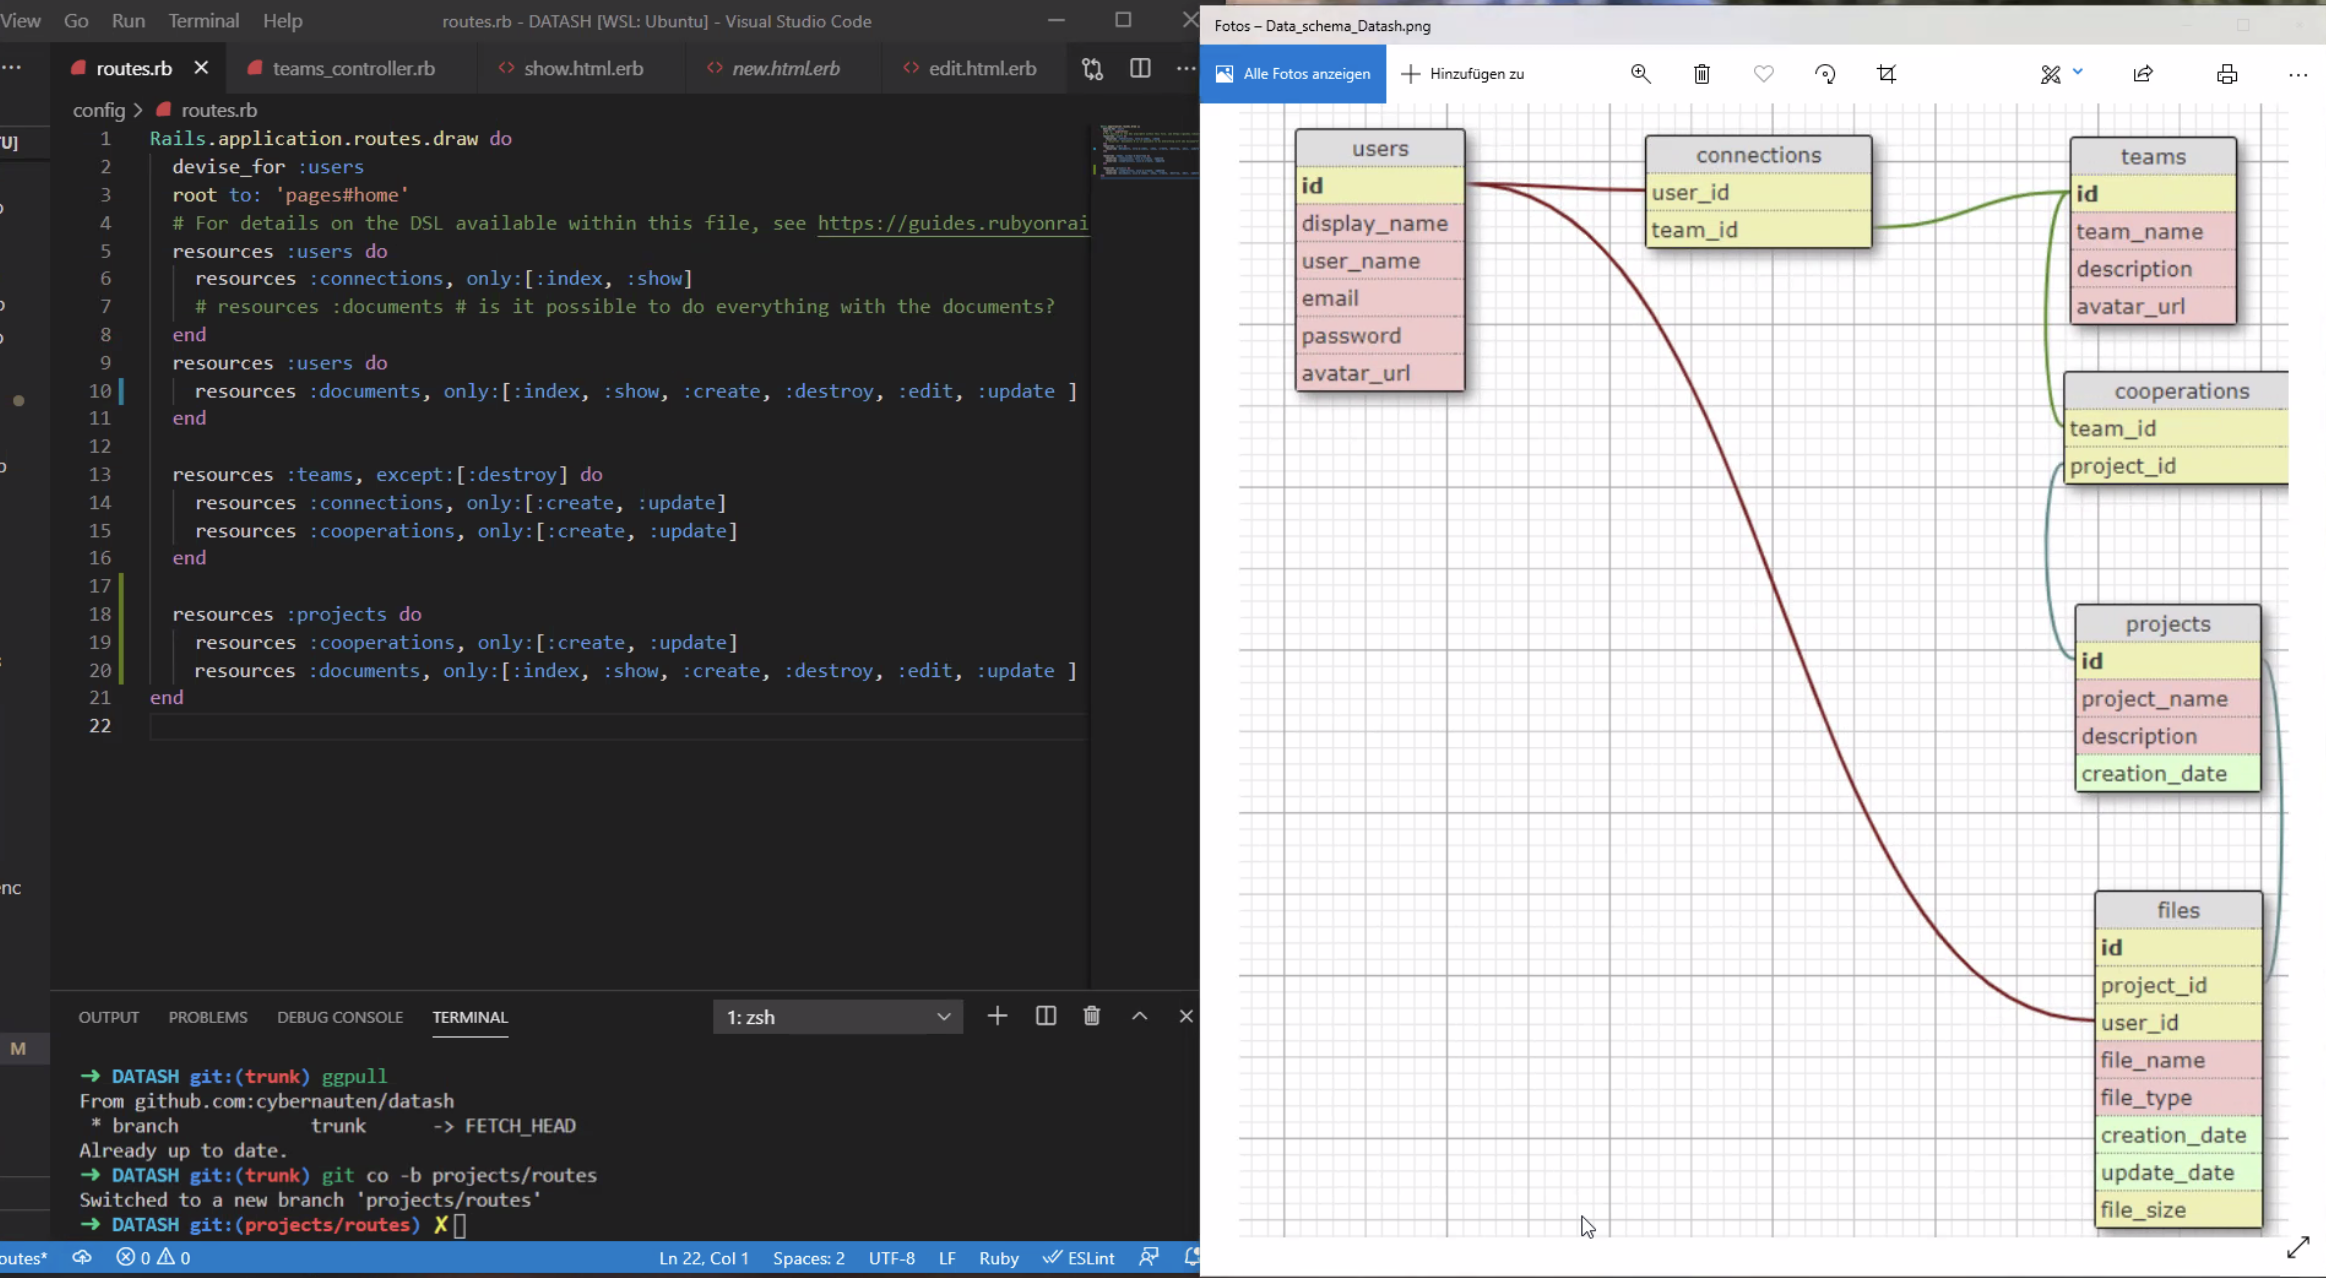 View Go Run Terminal Help
routes.rb - DATASH [WSL: Ubuntu] - Visual Studio Code
routes.rb
teams_controller.rb
show.html.erb
new.html.erb
edit.html.erb
config > routes.rb
1 Rails.application.routes.draw do
2 devise_for :users
3 root to: 'pages#home'
4 # For details on the DSL available within this file, see https://guides.rubyonrai
5 resources :users do
6 resources :connections, only:[:index, :show]
7 # resources :documents # is it possible to do everything with the documents?
8 end
9 resources :users do
10 resources :documents, only:[:index, :show, :create, :destroy, :edit, :update ]
11 end
12
13 resources :teams, except:[:destroy] do
14 resources :connections, only:[:create, :update]
15 resources :cooperations, only:[:create, :update]
16 end
17
18 resources :projects do
19 resources :cooperations, only:[:create, :update]
20 resources :documents, only:[:index, :show, :create, :destroy, :edit, :update ]
21 end
22
OUTPUT PROBLEMS DEBUG CONSOLE TERMINAL
1: zsh
M
→ DATASH git:(trunk) ggpull
From github.com:cybernauten/datash
* branch trunk -> FETCH_HEAD
Already up to date.
→ DATASH git:(trunk) git co -b projects/routes
Switched to a new branch 'projects/routes'
→ DATASH git:(projects/routes) ✗
outes* 0 0 Ln 22, Col 1 Spaces: 2 UTF-8 LF Ruby ESLint
Fotos – Data_schema_Datash.png
Alle Fotos anzeigen
Hinzufügen zu
users
id
display_name
user_name
email
password
avatar_url
connections
user_id
team_id
teams
id
team_name
description
avatar_url
cooperations
team_id
project_id
projects
id
project_name
description
creation_date
files
id
project_id
user_id
file_name
file_type
creation_date
update_date
file_size